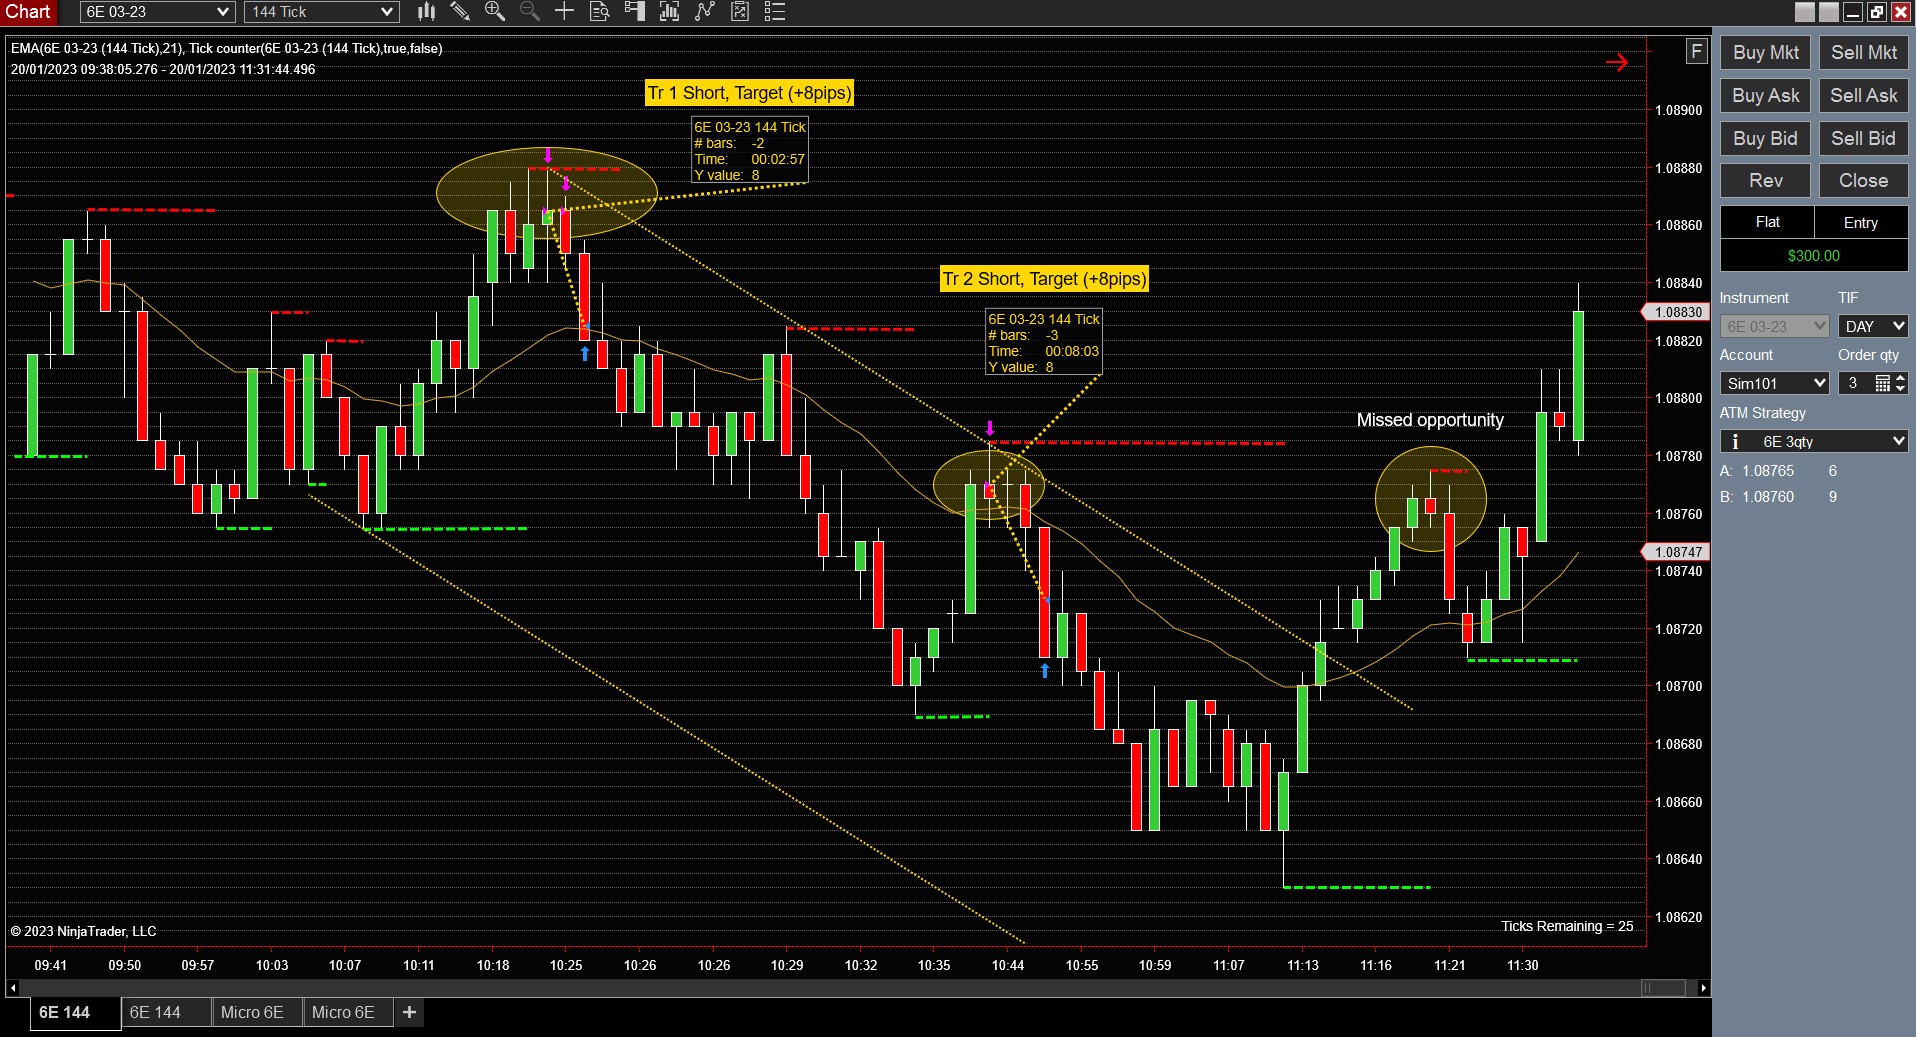 Chart 6E 03-23 144 Tick
EMA(6E 03-23 (144 Tick),21), Tick counter(6E 03-23 (144 Tick),true,false)
20/01/2023 09:38:05.276 - 20/01/2023 11:31:44.496
F
Tr 1 Short, Target (+8pips)
6E 03-23 144 Tick
# bars: -2
Time: 00:02:57
Y value: 8
Tr 2 Short, Target (+8pips)
6E 03-23 144 Tick
# bars: -3
Time: 00:08:03
Y value: 8
Missed opportunity
1.08900
1.08880
1.08860
1.08840
1.08830
1.08820
1.08800
1.08780
1.08760
1.08747
1.08740
1.08720
1.08700
1.08680
1.08660
1.08640
1.08620
© 2023 NinjaTrader, LLC
Ticks Remaining = 25
09:41 09:50 09:57 10:03 10:07 10:11 10:18 10:25 10:26 10:26 10:29 10:32 10:35 10:44 10:55 10:59 11:07 11:13 11:16 11:21 11:30
6E 144 6E 144 Micro 6E Micro 6E +
Buy Mkt Sell Mkt
Buy Ask Sell Ask
Buy Bid Sell Bid
Rev Close
Flat Entry
$300.00
Instrument TIF
6E 03-23 DAY
Account Order qty
Sim101 3
ATM Strategy
i 6E 3qty
A: 1.08765 6
B: 1.08760 9